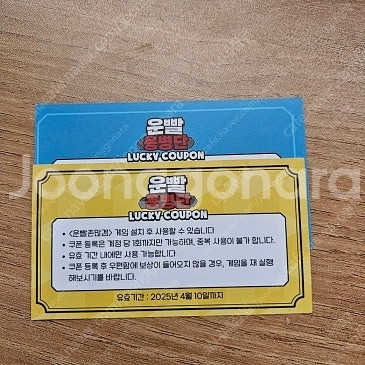 운빨
용병단
LUCKY COUPON
운빨
용병단
LUCKY COUPON
• <운빨존많겜> 게임 설치 후 사용할 수 있습니다
• 쿠폰 등록은 계정 당 1회까지만 가능하며, 중복 사용이 불가 합니다.
• 유효 기간 내에만 사용 가능합니다
• 쿠폰 등록 후 우편함에 보상이 들어오지 않을 경우, 게임을 재 실행
해보시기를 바랍니다.
유효기간 : 2025년 4월 10일까지
Joonggonara